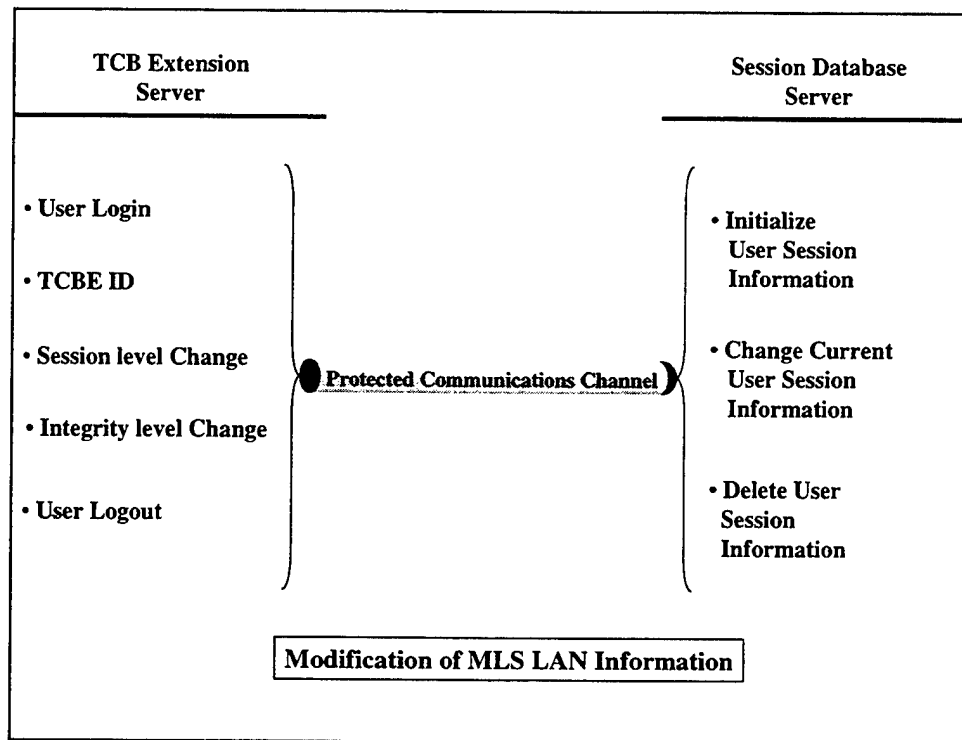 TCB Extension
Server
Session Database
Server
• User Login
• TCBE ID
• Session level Change
• Integrity level Change
• User Logout
Protected Communications Channel
• Initialize
User Session
Information
• Change Current
User Session
Information
• Delete User
Session
Information
Modification of MLS LAN Information